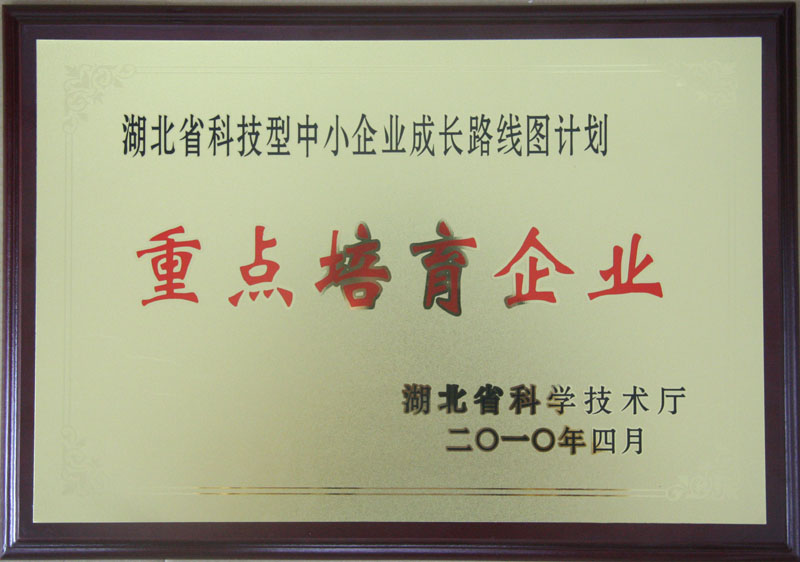 湖北省科技型中小企业成长路线图计划
重点培育企业
湖北省科学技术厅
二〇一〇年四月